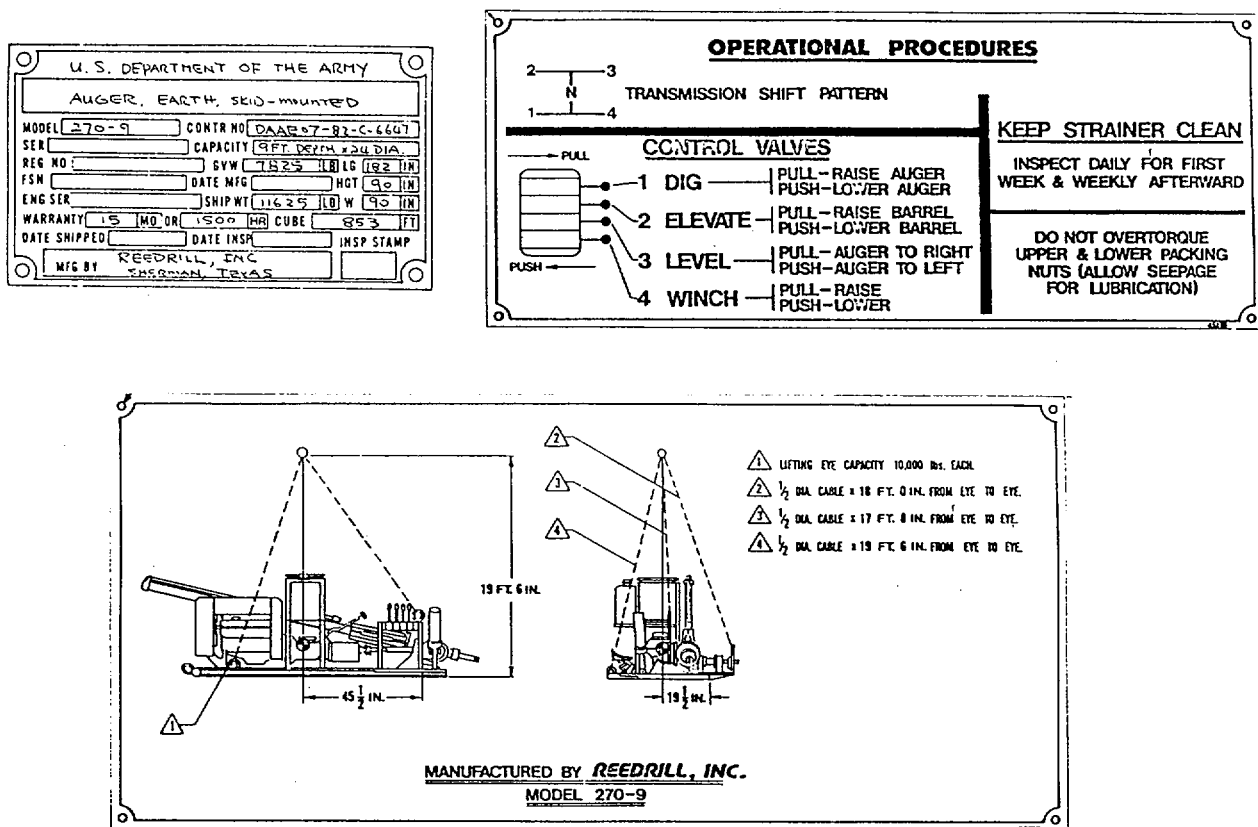 U. S. DEPARTMENT OF THE ARMY
AUGER, EARTH, SKID-MOUNTED
MODEL 270-9 CONTR NO DAAE07-82-C-6647
SER CAPACITY 9FT. DEPTH x 24 DIA.
REG NO GVW 7825 LB LG 182 IN
FSN DATE MFG HGT 90 IN
ENG SER SHIP WT 11625 LB W 90 IN
WARRANTY 15 MO OR 1500 HR CUBE 853 FT
DATE SHIPPED DATE INSP INSP STAMP
MFG BY REEDRILL, INC
SHERMAN, TEXAS
OPERATIONAL PROCEDURES
2 3
N
1 4
TRANSMISSION SHIFT PATTERN
CONTROL VALVES
PULL
PUSH
1 DIG PULL-RAISE AUGER
PUSH-LOWER AUGER
2 ELEVATE PULL-RAISE BARREL
PUSH-LOWER BARREL
3 LEVEL PULL-AUGER TO RIGHT
PUSH-AUGER TO LEFT
4 WINCH PULL-RAISE
PUSH-LOWER
KEEP STRAINER CLEAN
INSPECT DAILY FOR FIRST
WEEK & WEEKLY AFTERWARD
DO NOT OVERTORQUE
UPPER & LOWER PACKING
NUTS (ALLOW SEEPAGE
FOR LUBRICATION)
2
3
4
1
19 FT. 6 IN.
45 1/2 IN.
19 1/2 IN.
1 LIFTING EYE CAPACITY 10,000 lbs. EACH.
2 1/2 DIA. CABLE x 18 FT. 0 IN. FROM EYE TO EYE.
3 1/2 DIA. CABLE x 17 FT. 8 IN. FROM EYE TO EYE.
4 1/2 DIA. CABLE x 19 FT. 6 IN. FROM EYE TO EYE.
MANUFACTURED BY REEDRILL, INC.
MODEL 270-9